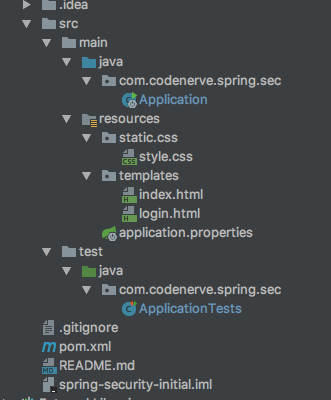 .idea
src
main
java
com.codenerve.spring.sec
Application
resources
static.css
style.css
templates
index.html
login.html
application.properties
test
java
com.codenerve.spring.sec
ApplicationTests
.gitignore
pom.xml
README.md
spring-security-initial.iml